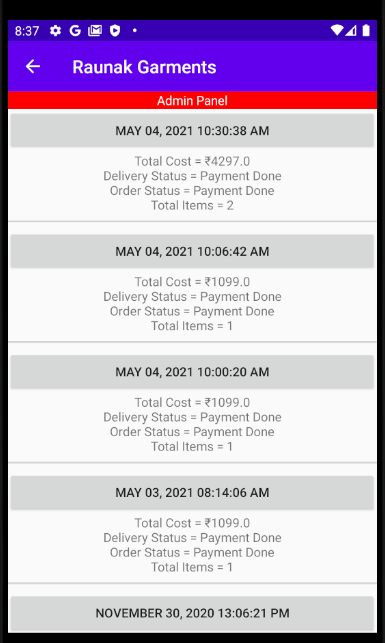 8:37
Raunak Garments
Admin Panel
MAY 04, 2021 10:30:38 AM
Total Cost = ₹4297.0
Delivery Status = Payment Done
Order Status = Payment Done
Total Items = 2
MAY 04, 2021 10:06:42 AM
Total Cost = ₹1099.0
Delivery Status = Payment Done
Order Status = Payment Done
Total Items = 1
MAY 04, 2021 10:00:20 AM
Total Cost = ₹1099.0
Delivery Status = Payment Done
Order Status = Payment Done
Total Items = 1
MAY 03, 2021 08:14:06 AM
Total Cost = ₹1099.0
Delivery Status = Payment Done
Order Status = Payment Done
Total Items = 1
NOVEMBER 30, 2020 13:06:21 PM